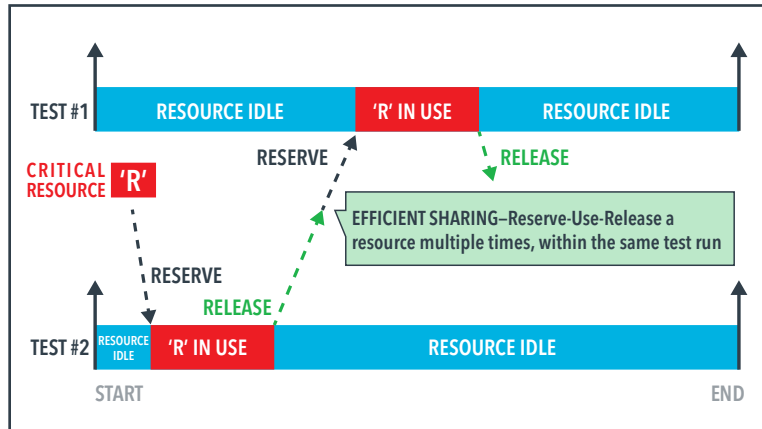 TEST #1
RESOURCE IDLE
'R' IN USE
RESOURCE IDLE
RESERVE
RELEASE
CRITICAL
RESOURCE
'R'
EFFICIENT SHARING–Reserve-Use-Release a
resource multiple times, within the same test run
RESERVE
RELEASE
TEST #2
RESOURCE
IDLE
'R' IN USE
RESOURCE IDLE
START
END